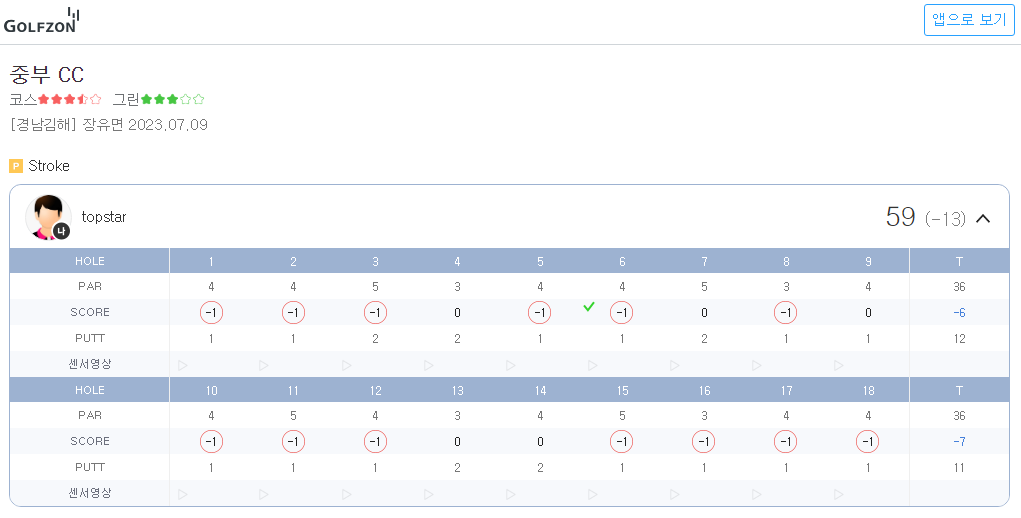 GOLFZON 앱으로 보기
중부 CC
코스 그린
[경남김해] 장유면 2023.07.09
P Stroke
나 topstar 59 (-13)
HOLE 1 2 3 4 5 6 7 8 9 T
PAR 4 4 5 3 4 4 5 3 4 36
SCORE -1 -1 -1 0 -1 -1 0 -1 0 -6
PUTT 1 1 2 2 1 1 2 1 1 12
센서영상
HOLE 10 11 12 13 14 15 16 17 18 T
PAR 4 5 4 3 4 5 3 4 4 36
SCORE -1 -1 -1 0 0 -1 -1 -1 -1 -7
PUTT 1 1 1 2 2 1 1 1 1 11
센서영상